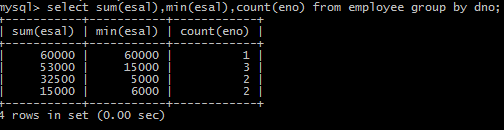 mysql> select sum(esal),min(esal),count(eno) from employee group by dno;
+-----------+-----------+------------+
| sum(esal) | min(esal) | count(eno) |
+-----------+-----------+------------+
|     60000 |     60000 |          1 |
|     53000 |     15000 |          3 |
|     32500 |      5000 |          2 |
|     15000 |      6000 |          2 |
+-----------+-----------+------------+
4 rows in set (0.00 sec)